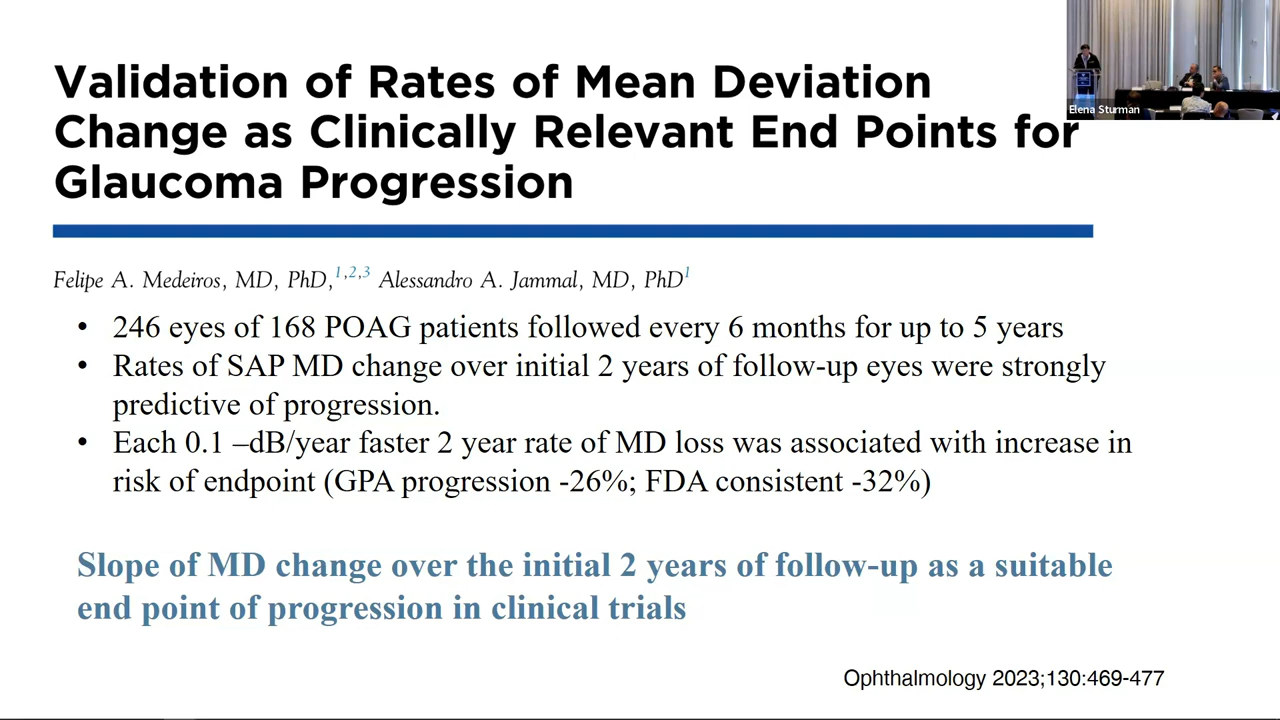 Validation of Rates of Mean Deviation
Change as Clinically Relevant End Points for
Glaucoma Progression
Elena Sturman
Felipe A. Medeiros, MD, PhD,1,2,3 Alessandro A. Jammal, MD, PhD1
• 246 eyes of 168 POAG patients followed every 6 months for up to 5 years
• Rates of SAP MD change over initial 2 years of follow-up eyes were strongly
predictive of progression.
• Each 0.1 –dB/year faster 2 year rate of MD loss was associated with increase in
risk of endpoint (GPA progression -26%; FDA consistent -32%)
Slope of MD change over the initial 2 years of follow-up as a suitable
end point of progression in clinical trials
Ophthalmology 2023;130:469-477